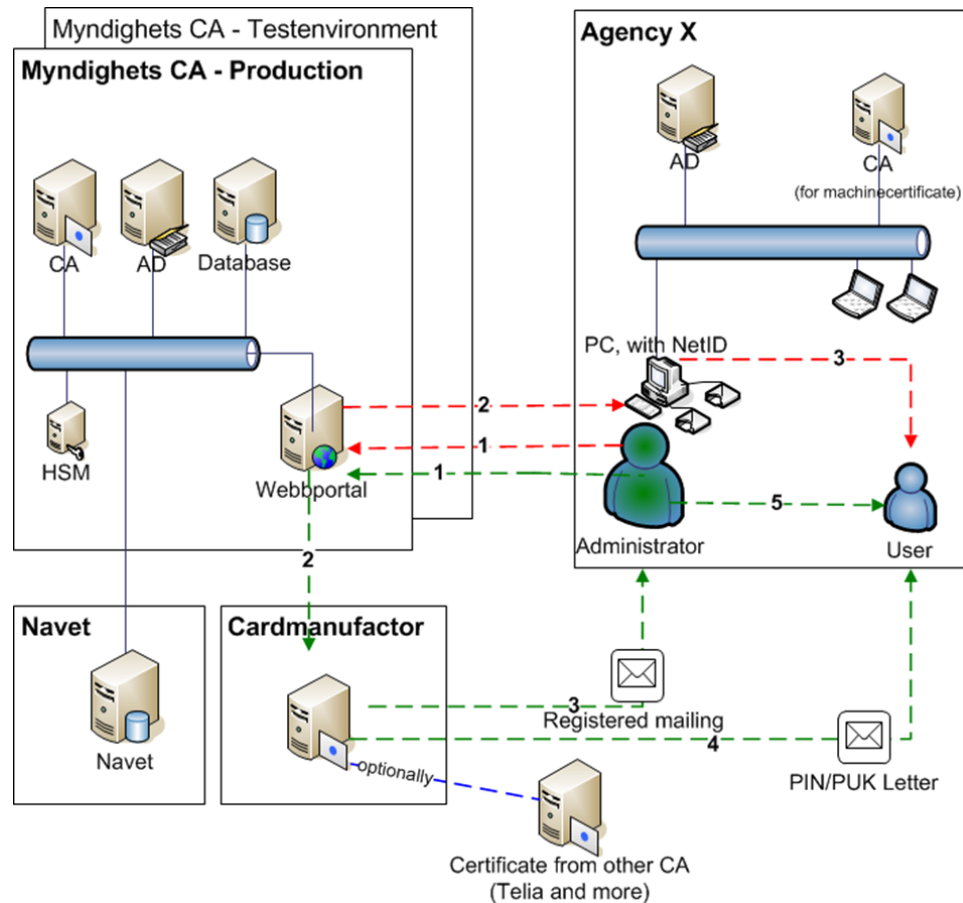 Myndighets CA - Testenvironment
Myndighets CA - Production
CA
AD
Database
HSM
Webbportal
Agency X
AD
CA
(for machinecertificate)
PC, with NetID
3
2
1
1
5
Administrator
User
2
Navet
Navet
Cardmanufactor
3
Registered mailing
4
PIN/PUK Letter
optionally
Certificate from other CA
(Telia and more)